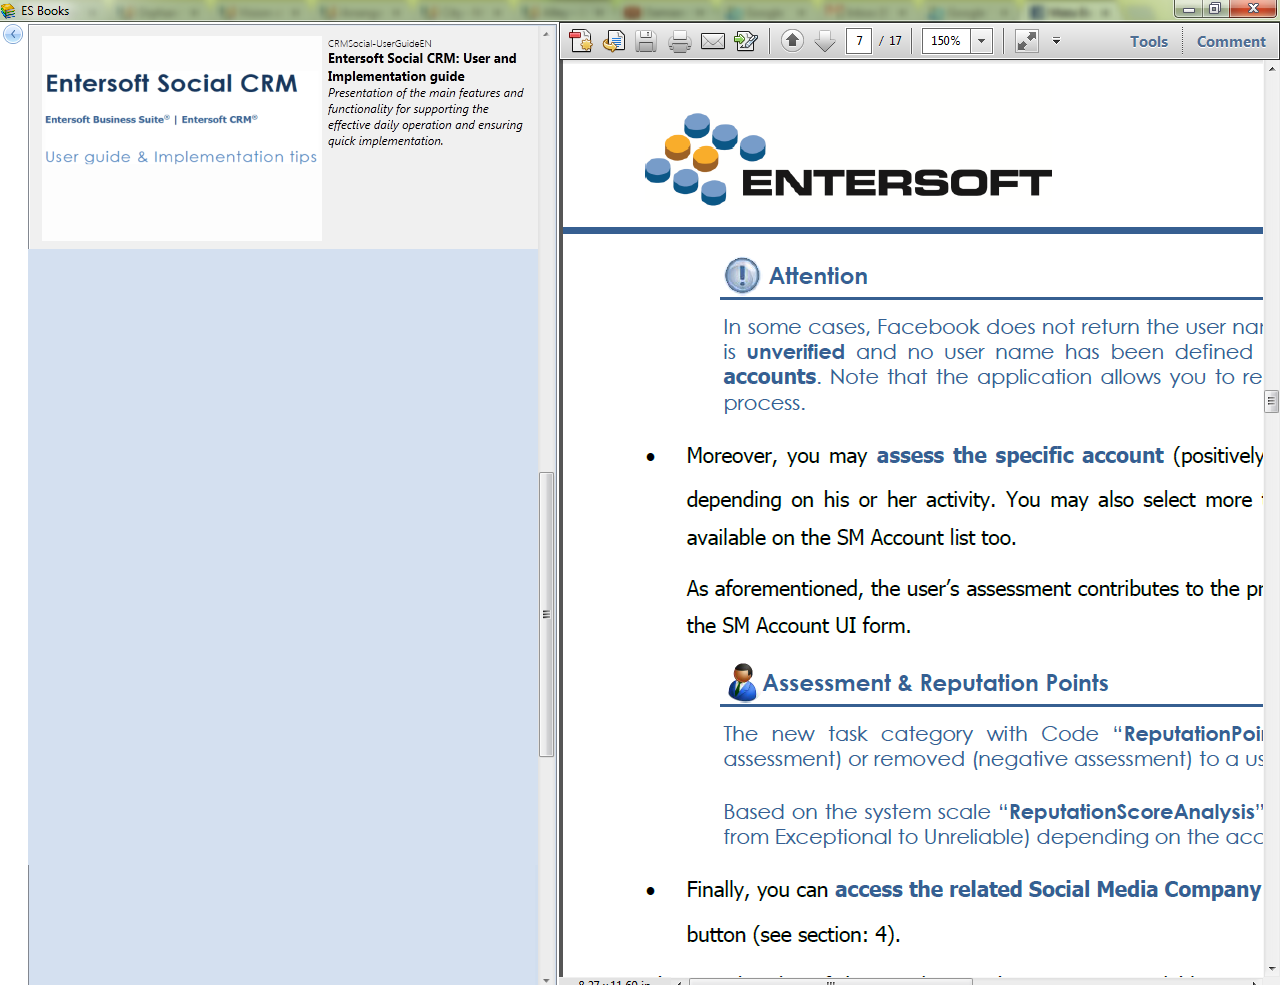 ES Books
Entersoft Social CRM
Entersoft Business Suite® | Entersoft CRM®
User guide & Implementation tips
CRMSocial-UserGuideEN
Entersoft Social CRM: User and
Implementation guide
Presentation of the main features and
functionality for supporting the
effective daily operation and ensuring
quick implementation.
7 / 17
150%
Tools
Comment
ENTERSOFT
Attention
In some cases, Facebook does not return the user
is unverified and no user name has been defined
accounts. Note that the application allows you to
process.
• Moreover, you may assess the specific account (positively
depending on his or her activity. You may also select more
available on the SM Account list too.
As aforementioned, the user’s assessment contributes to the
the SM Account UI form.
Assessment & Reputation Points
The new task category with Code “ReputationPoi
assessment) or removed (negative assessment) to a
Based on the system scale “ReputationScoreAnalysis”
from Exceptional to Unreliable) depending on the
• Finally, you can access the related Social Media Company
button (see section: 4).
8.27 x 11.69 in